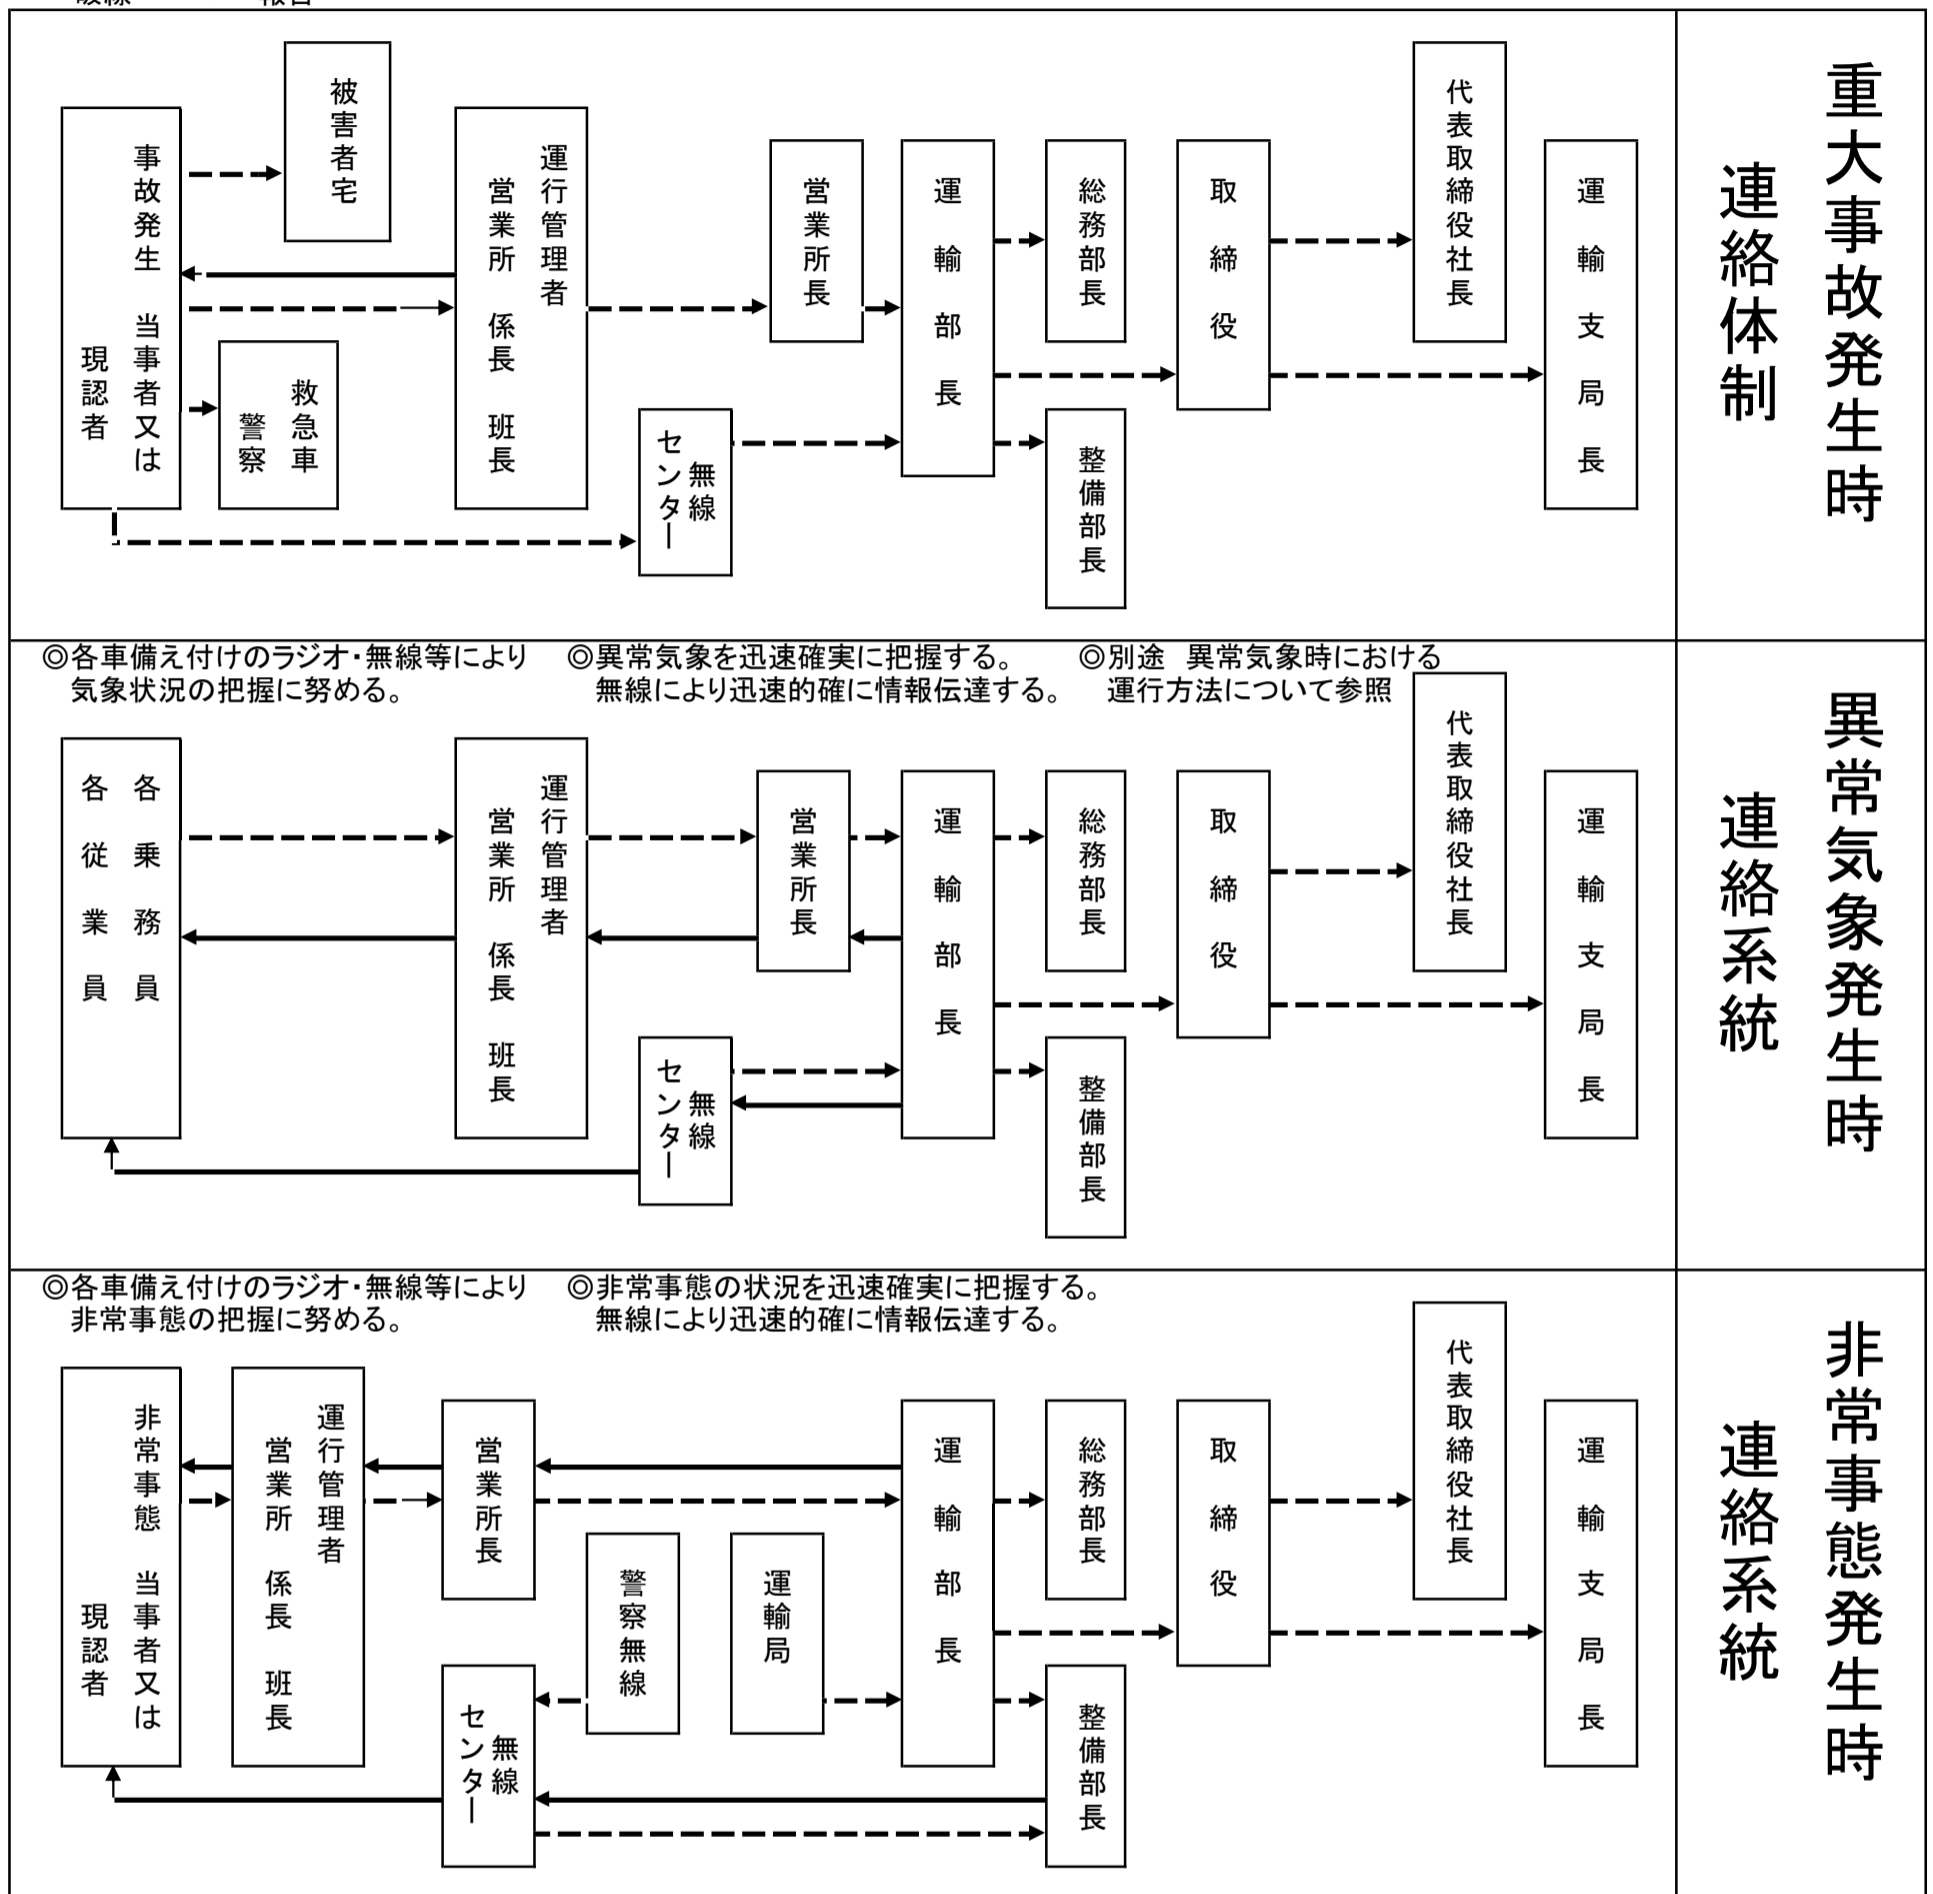 重大事故発生時
連絡体制
被害者宅
事故発生　当事者又は
現認者
救急車
警察
運行管理者
営業所　係長　班長
営業所長
無線
センター
運輸部長
総務部長
整備部長
取締役
代表取締役社長
運輸支局長
異常気象発生時
連絡系統
◎各車備え付けのラジオ・無線等により
気象状況の把握に努める。
◎異常気象を迅速確実に把握する。
無線により迅速的確に情報伝達する。
◎別途　異常気象時における
運行方法について参照
各乗務員
各従業員
運行管理者
営業所　係長　班長
営業所長
無線
センター
運輸部長
総務部長
整備部長
取締役
代表取締役社長
運輸支局長
非常事態発生時
連絡系統
◎各車備え付けのラジオ・無線等により
非常事態の把握に努める。
◎非常事態の状況を迅速確実に把握する。
無線により迅速的確に情報伝達する。
非常事態　当事者又は
現認者
運行管理者
営業所　係長　班長
営業所長
無線
センター
警察無線
運輸局
運輸部長
総務部長
整備部長
取締役
代表取締役社長
運輸支局長